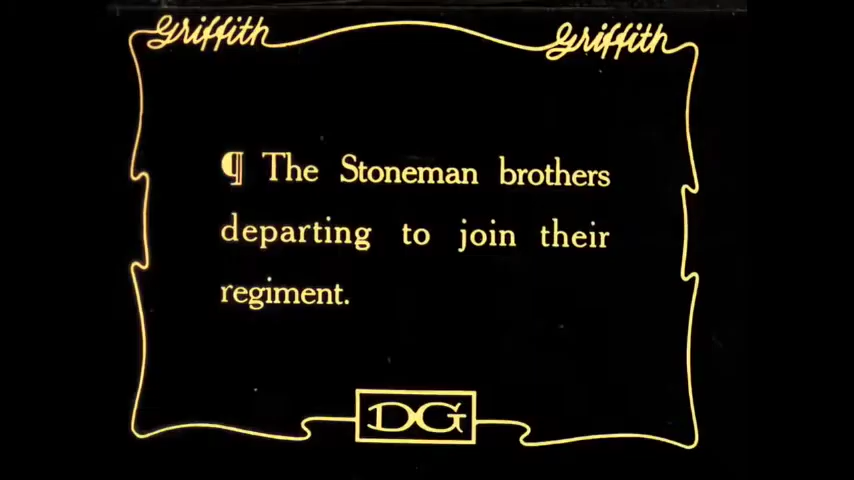 Griffith Griffith
¶ The Stoneman brothers
departing to join their
regiment.
DG